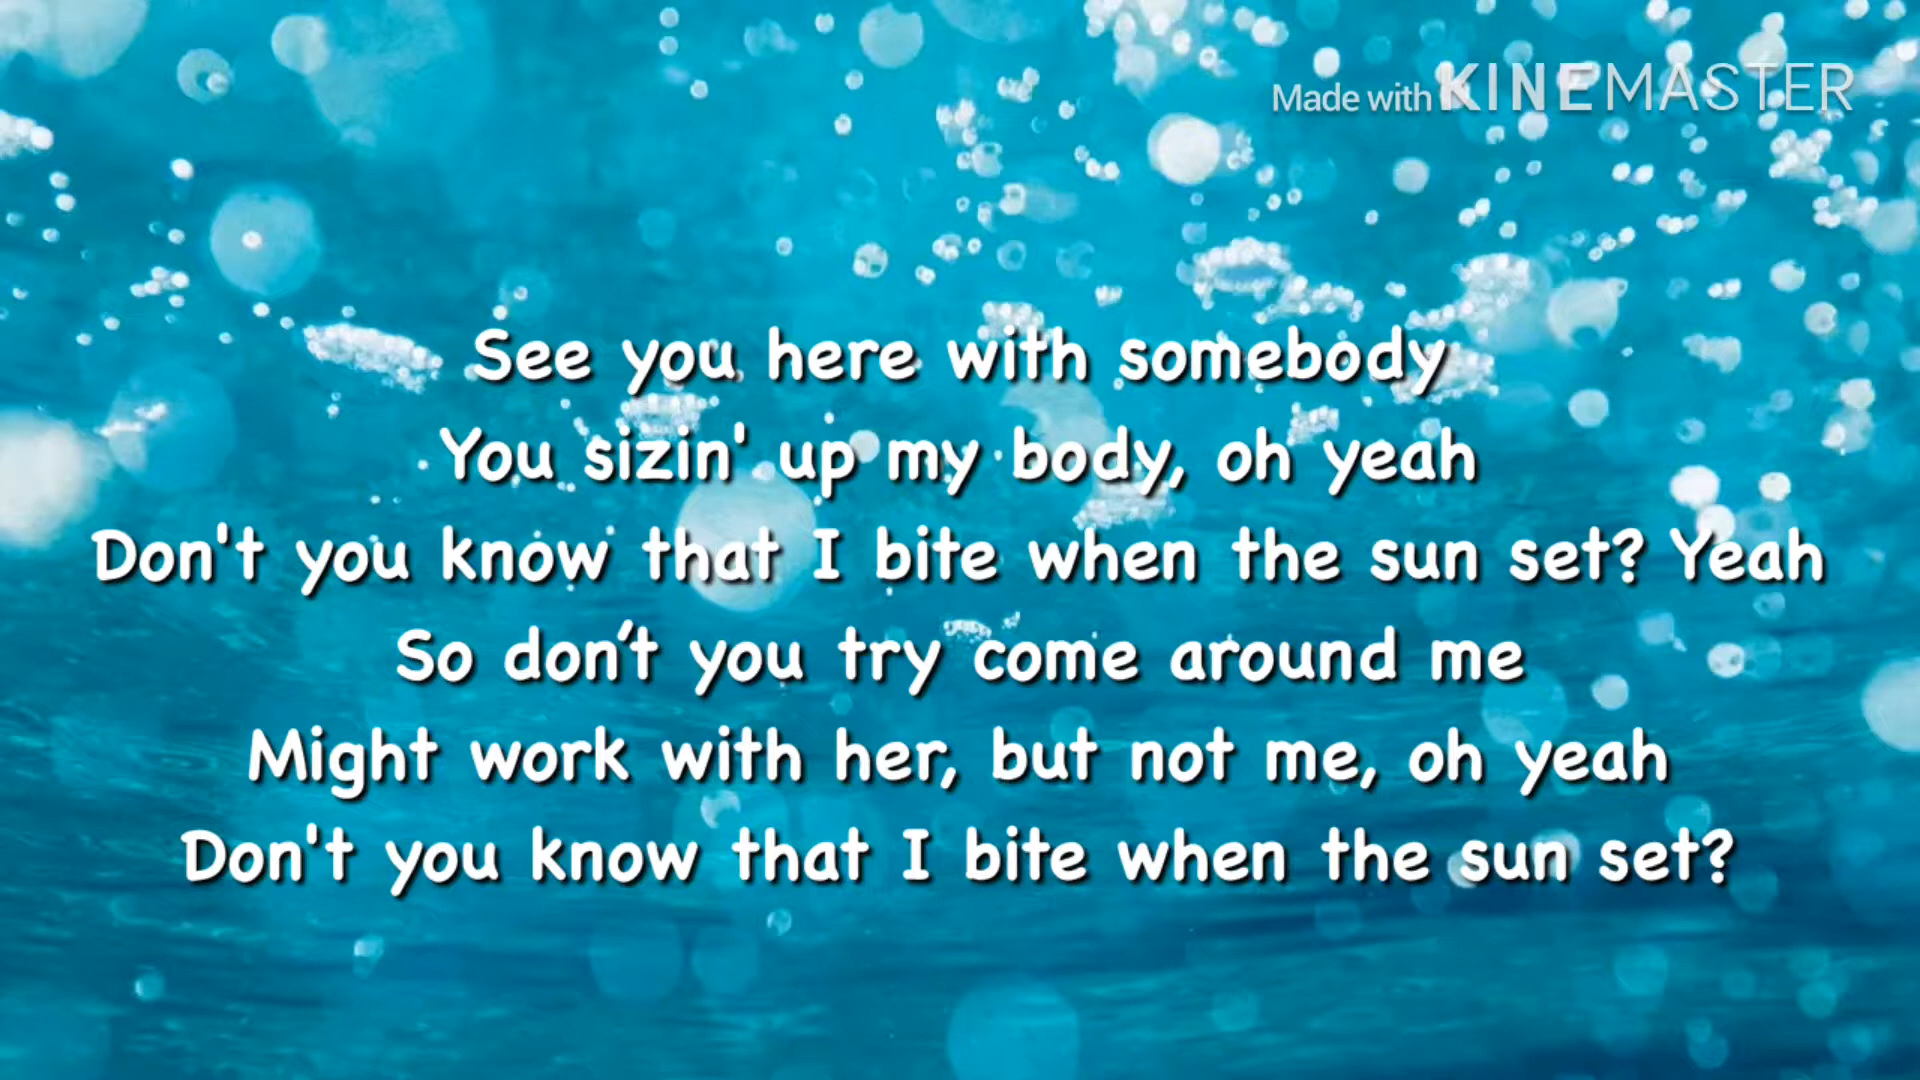 Made with KINEMASTER
See you here with somebody
You sizin' up my body, oh yeah
Don't you know that I bite when the sun set? Yeah
So don’t you try come around me
Might work with her, but not me, oh yeah
Don't you know that I bite when the sun set?